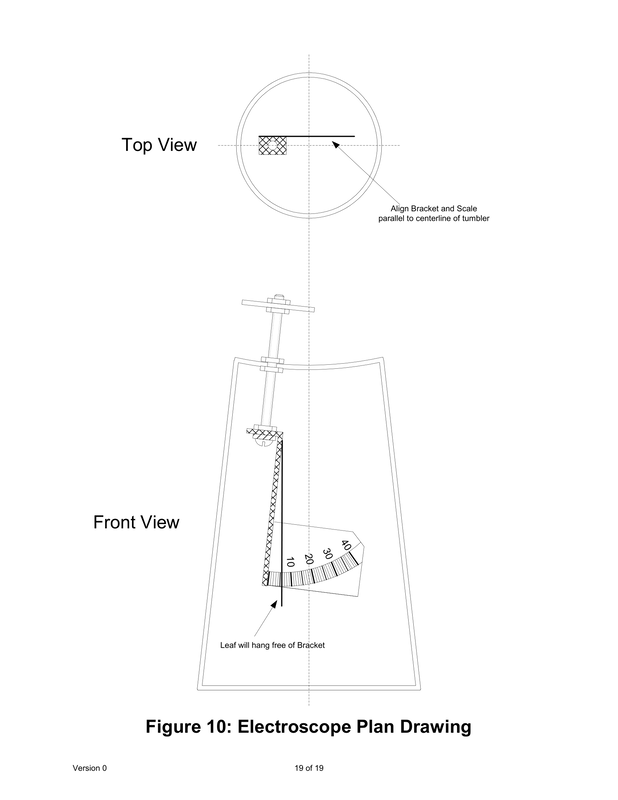 Top View
Align Bracket and Scale
parallel to centerline of tumbler
Front View
10
20
30
40
Leaf will hang free of Bracket
Figure 10: Electroscope Plan Drawing
Version 0
19 of 19